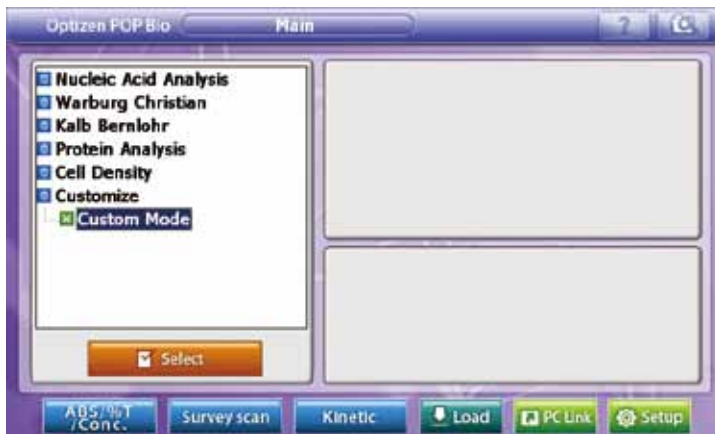 Optizen POP Bio Main ?
Nucleic Acid Analysis
Warburg Christian
Kalb Bernlohr
Protein Analysis
Cell Density
Customize
Custom Mode
Select
ABS/%T
/Conc.
Survey scan
Kinetic
Load
PC Link
Setup